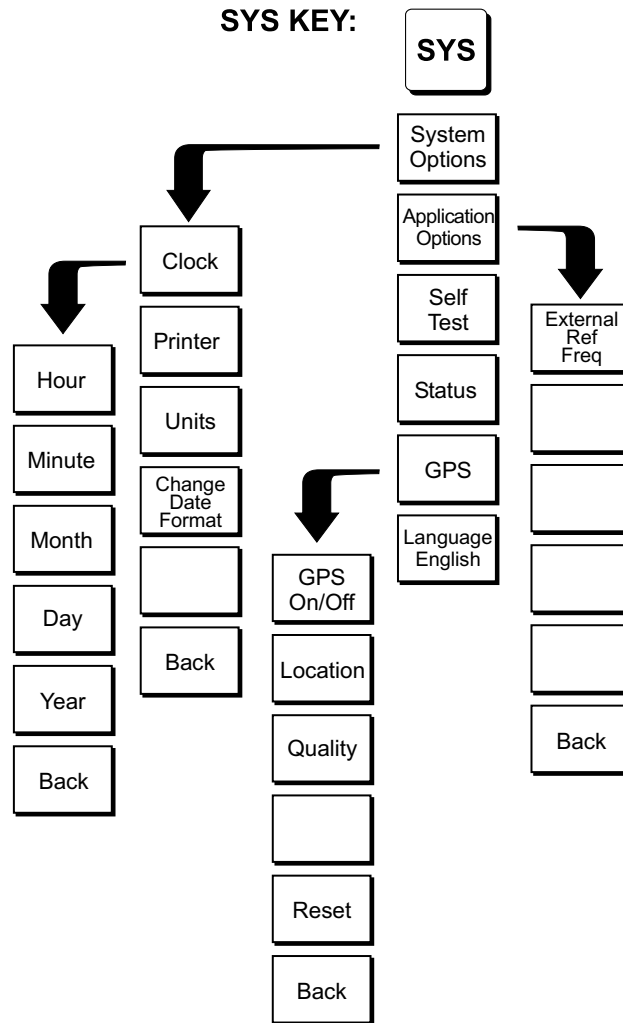 SYS KEY:
SYS
System
Options
Application
Options
Self
Test
Status
GPS
Language
English
Clock
Printer
Units
Change
Date
Format
Back
Hour
Minute
Month
Day
Year
Back
GPS
On/Off
Location
Quality
Reset
Back
External
Ref
Freq
Back